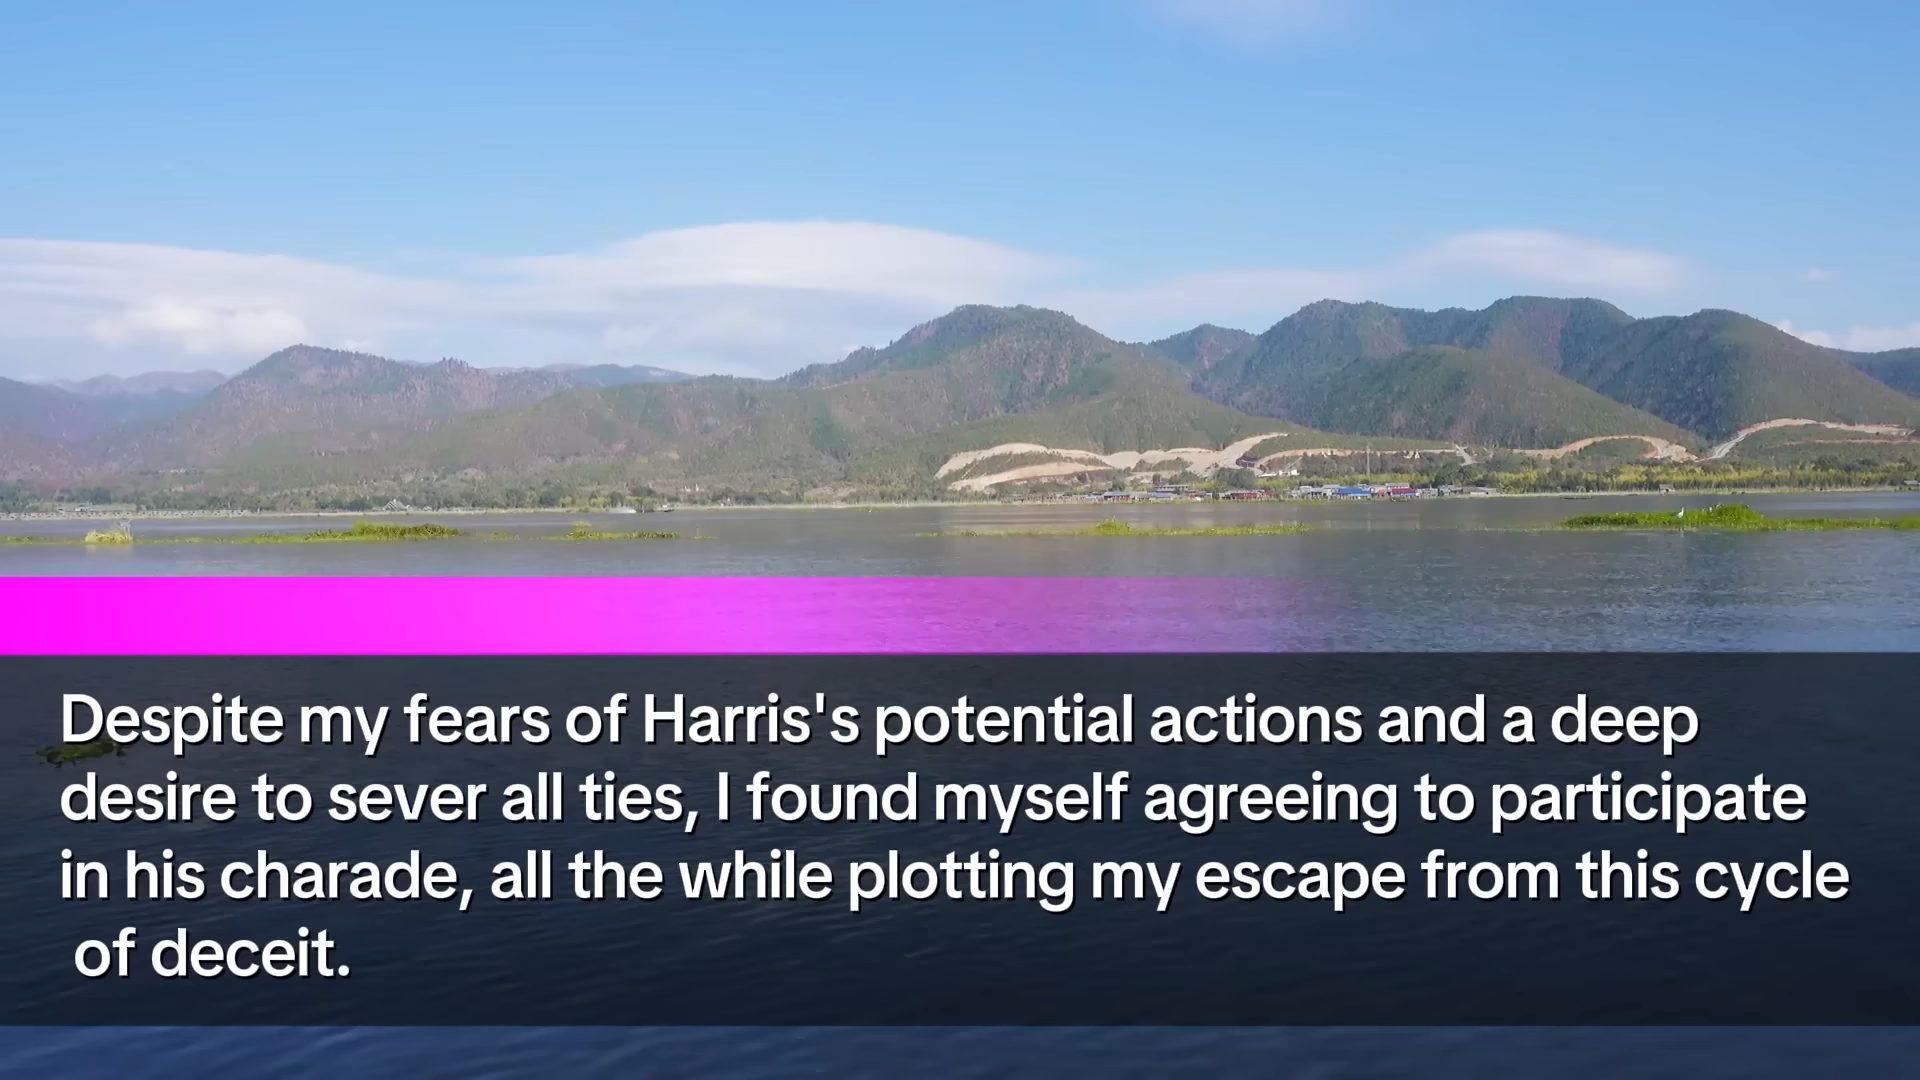 Despite my fears of Harris's potential actions and a deep
desire to sever all ties, I found myself agreeing to participate
in his charade, all the while plotting my escape from this cycle
of deceit.